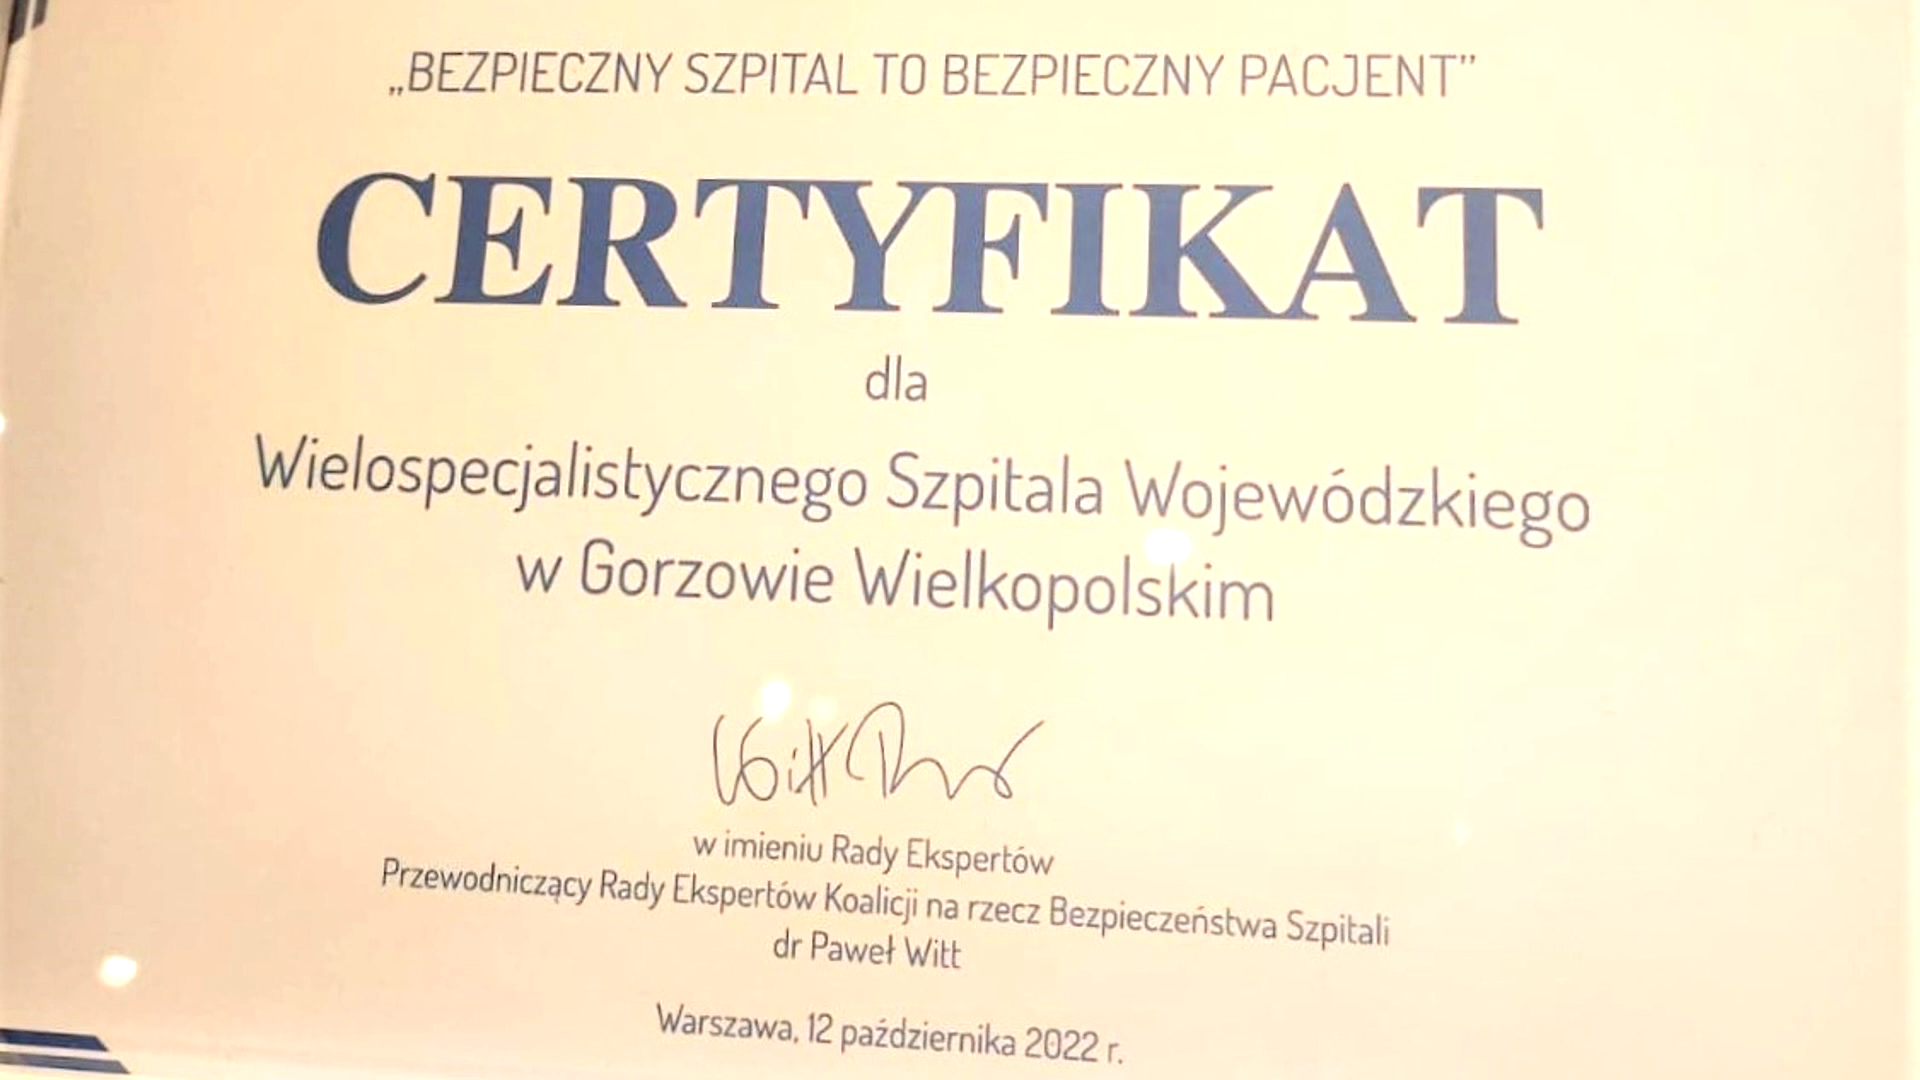 „BEZPIECZNY SZPITAL TO BEZPIECZNY PACJENT”
CERTYFIKAT
dla
Wielospecjalistycznego Szpitala Wojewódzkiego
w Gorzowie Wielkopolskim
w imieniu Rady Ekspertów
Przewodniczący Rady Ekspertów Koalicji na rzecz Bezpieczeństwa Szpitali
dr Paweł Witt
Warszawa, 12 października 2022 r.